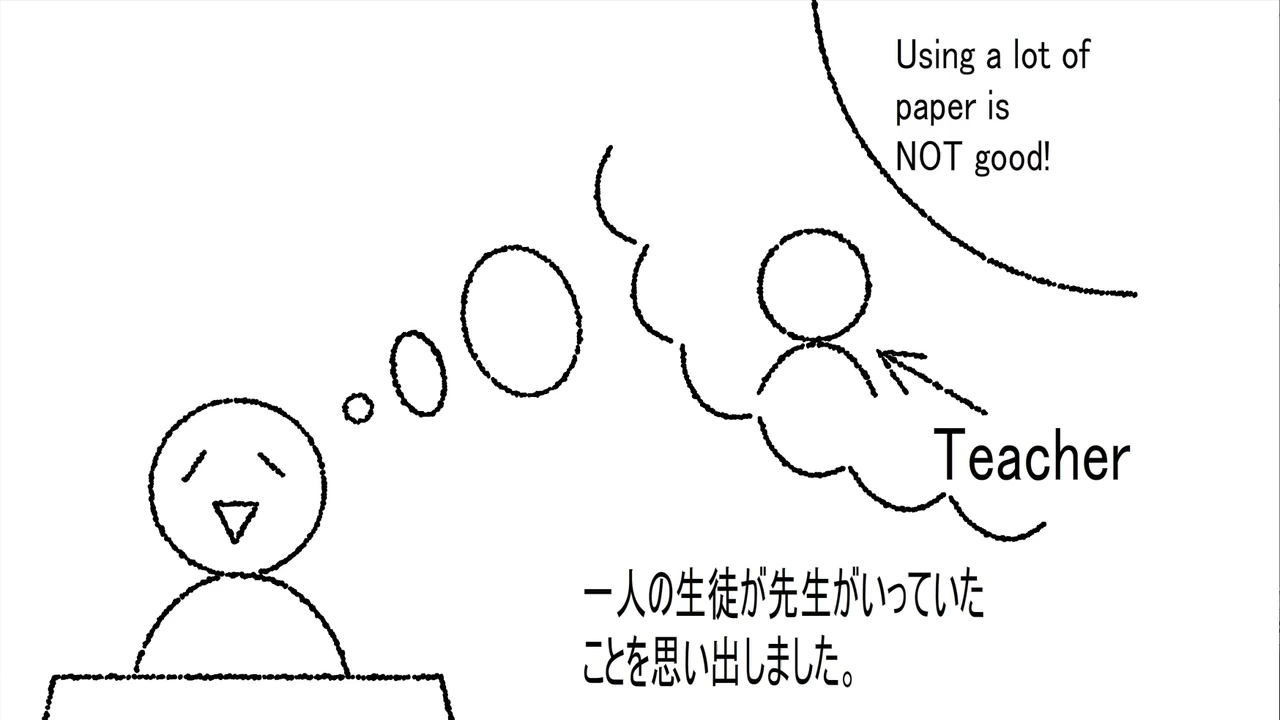 Using a lot of
paper is
NOT good!
Teacher
一人の生徒が先生がいっていた
ことを思い出しました。